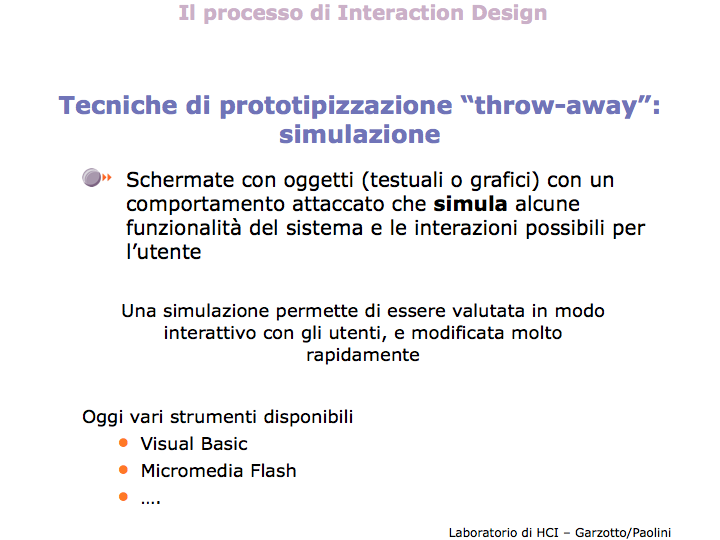 Il processo di Interaction Design
Tecniche di prototipizzazione “throw-away”:
simulazione
Schermate con oggetti (testuali o grafici) con un
comportamento attaccato che simula alcune
funzionalità del sistema e le interazioni possibili per
l’utente
Una simulazione permette di essere valutata in modo
interattivo con gli utenti, e modificata molto
rapidamente
Oggi vari strumenti disponibili
Visual Basic
Micromedia Flash
….
Laboratorio di HCI – Garzotto/Paolini